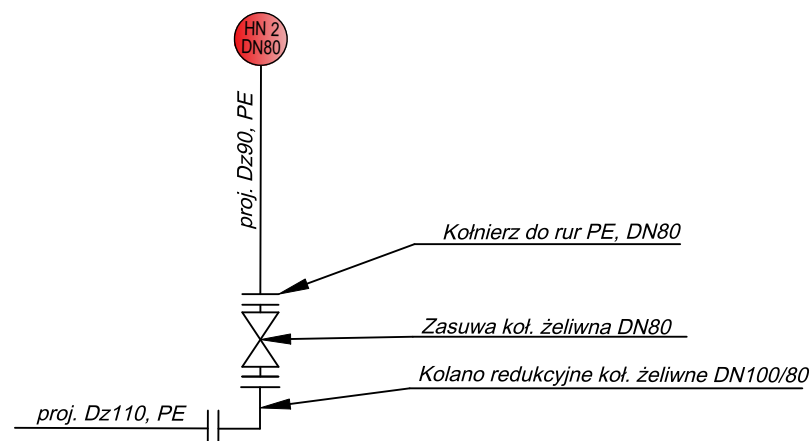 HN 2
DN80
proj. Dz90, PE
Kołnierz do rur PE, DN80
Zasuwa koł. żeliwna DN80
Kolano redukcyjne koł. żeliwne DN100/80
proj. Dz110, PE